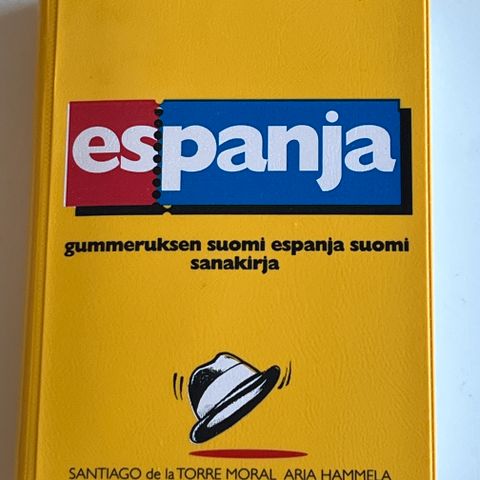 espanja
gummeruksen suomi espanja suomi
sanakirja
SANTIAGO de la TORRE MORAL ARJA HAMMELA